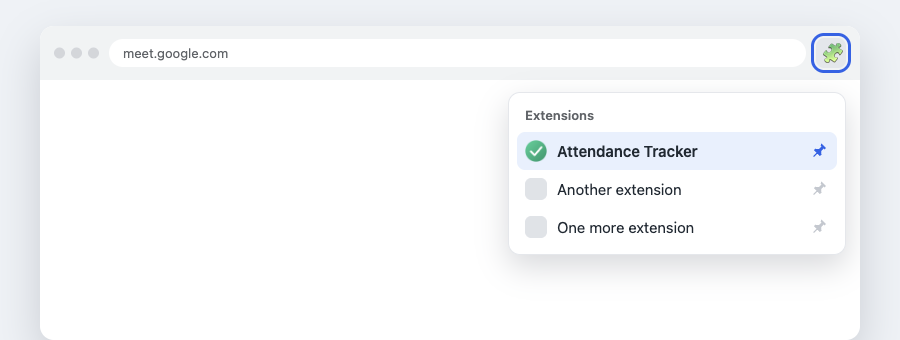 meet.google.com
Extensions
Attendance Tracker
Another extension
One more extension